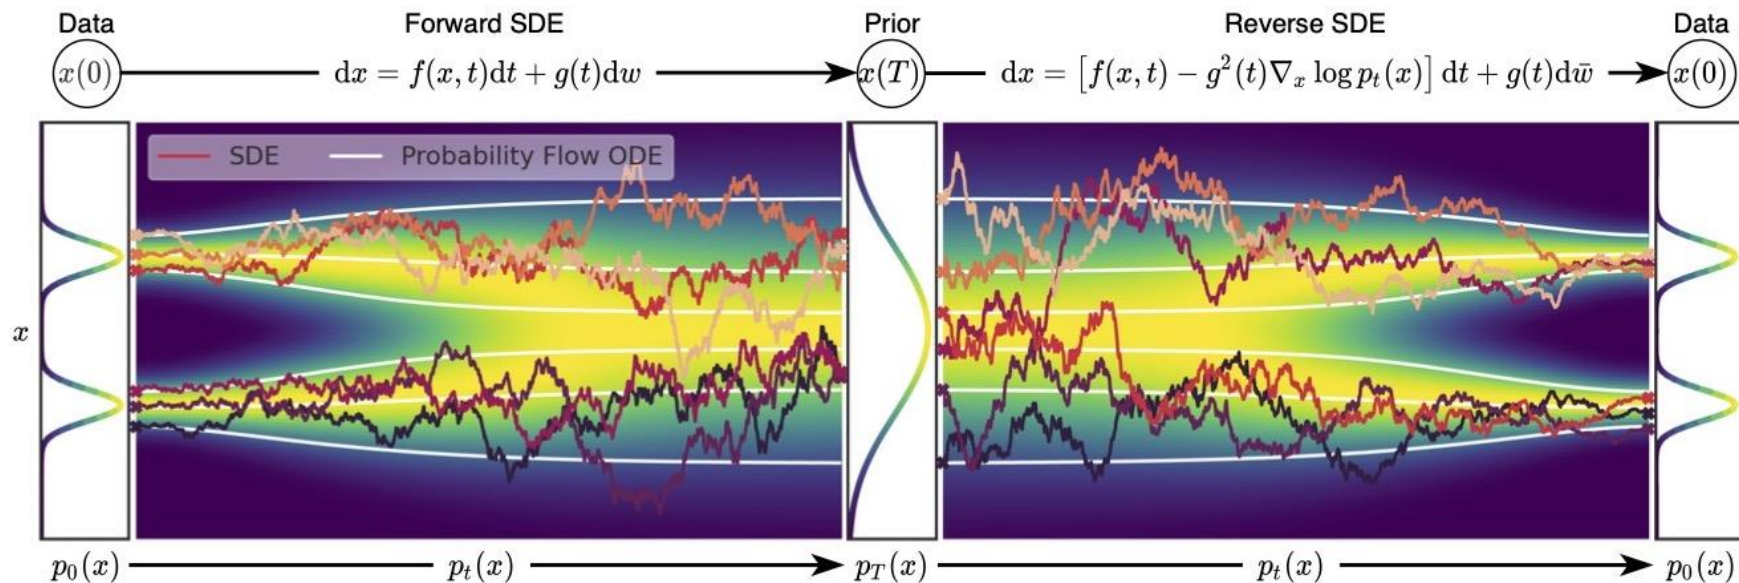 Data Forward SDE Prior Reverse SDE Data
x(0) dx = f(x, t)dt + g(t)dw x(T) dx = [f(x, t) − g²(t)∇ₓ log pₜ(x)] dt + g(t)dw̄ x(0)
SDE Probability Flow ODE
x
p₀(x) pₜ(x) p_T(x) pₜ(x) p₀(x)